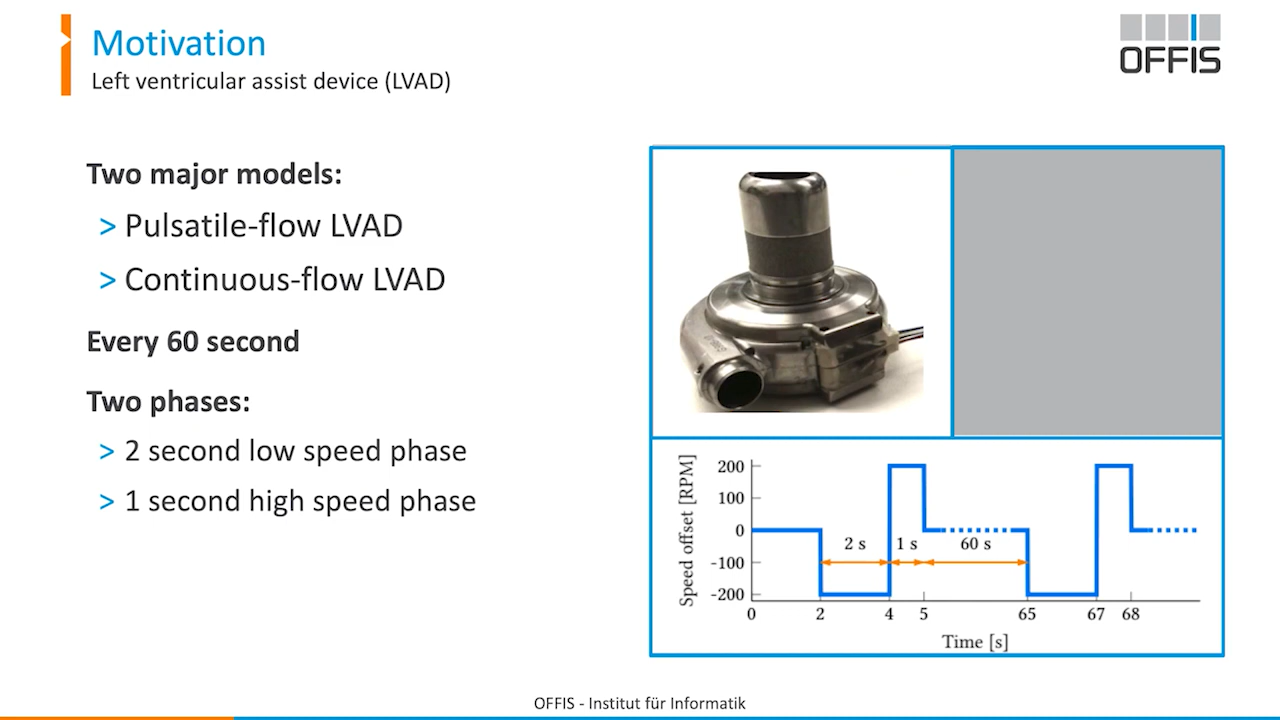 Motivation
Left ventricular assist device (LVAD)
OFFIS
Two major models:
> Pulsatile-flow LVAD
> Continuous-flow LVAD
Every 60 second
Two phases:
> 2 second low speed phase
> 1 second high speed phase
Speed offset [RPM]
200
100
0
-100
-200
2 s
1 s
60 s
0 2 4 5 65 67 68
Time [s]
OFFIS - Institut für Informatik